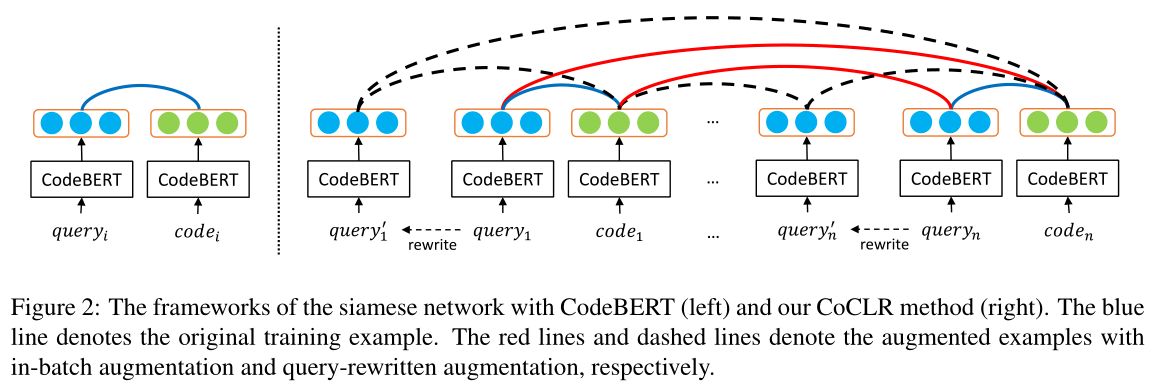 ...
CodeBERT CodeBERT CodeBERT CodeBERT CodeBERT ... CodeBERT CodeBERT CodeBERT
query_i code_i query'_1 rewrite query_1 code_1 ... query'_n rewrite query_n code_n
Figure 2: The frameworks of the siamese network with CodeBERT (left) and our CoCLR method (right). The blue
line denotes the original training example. The red lines and dashed lines denote the augmented examples with
in-batch augmentation and query-rewritten augmentation, respectively.